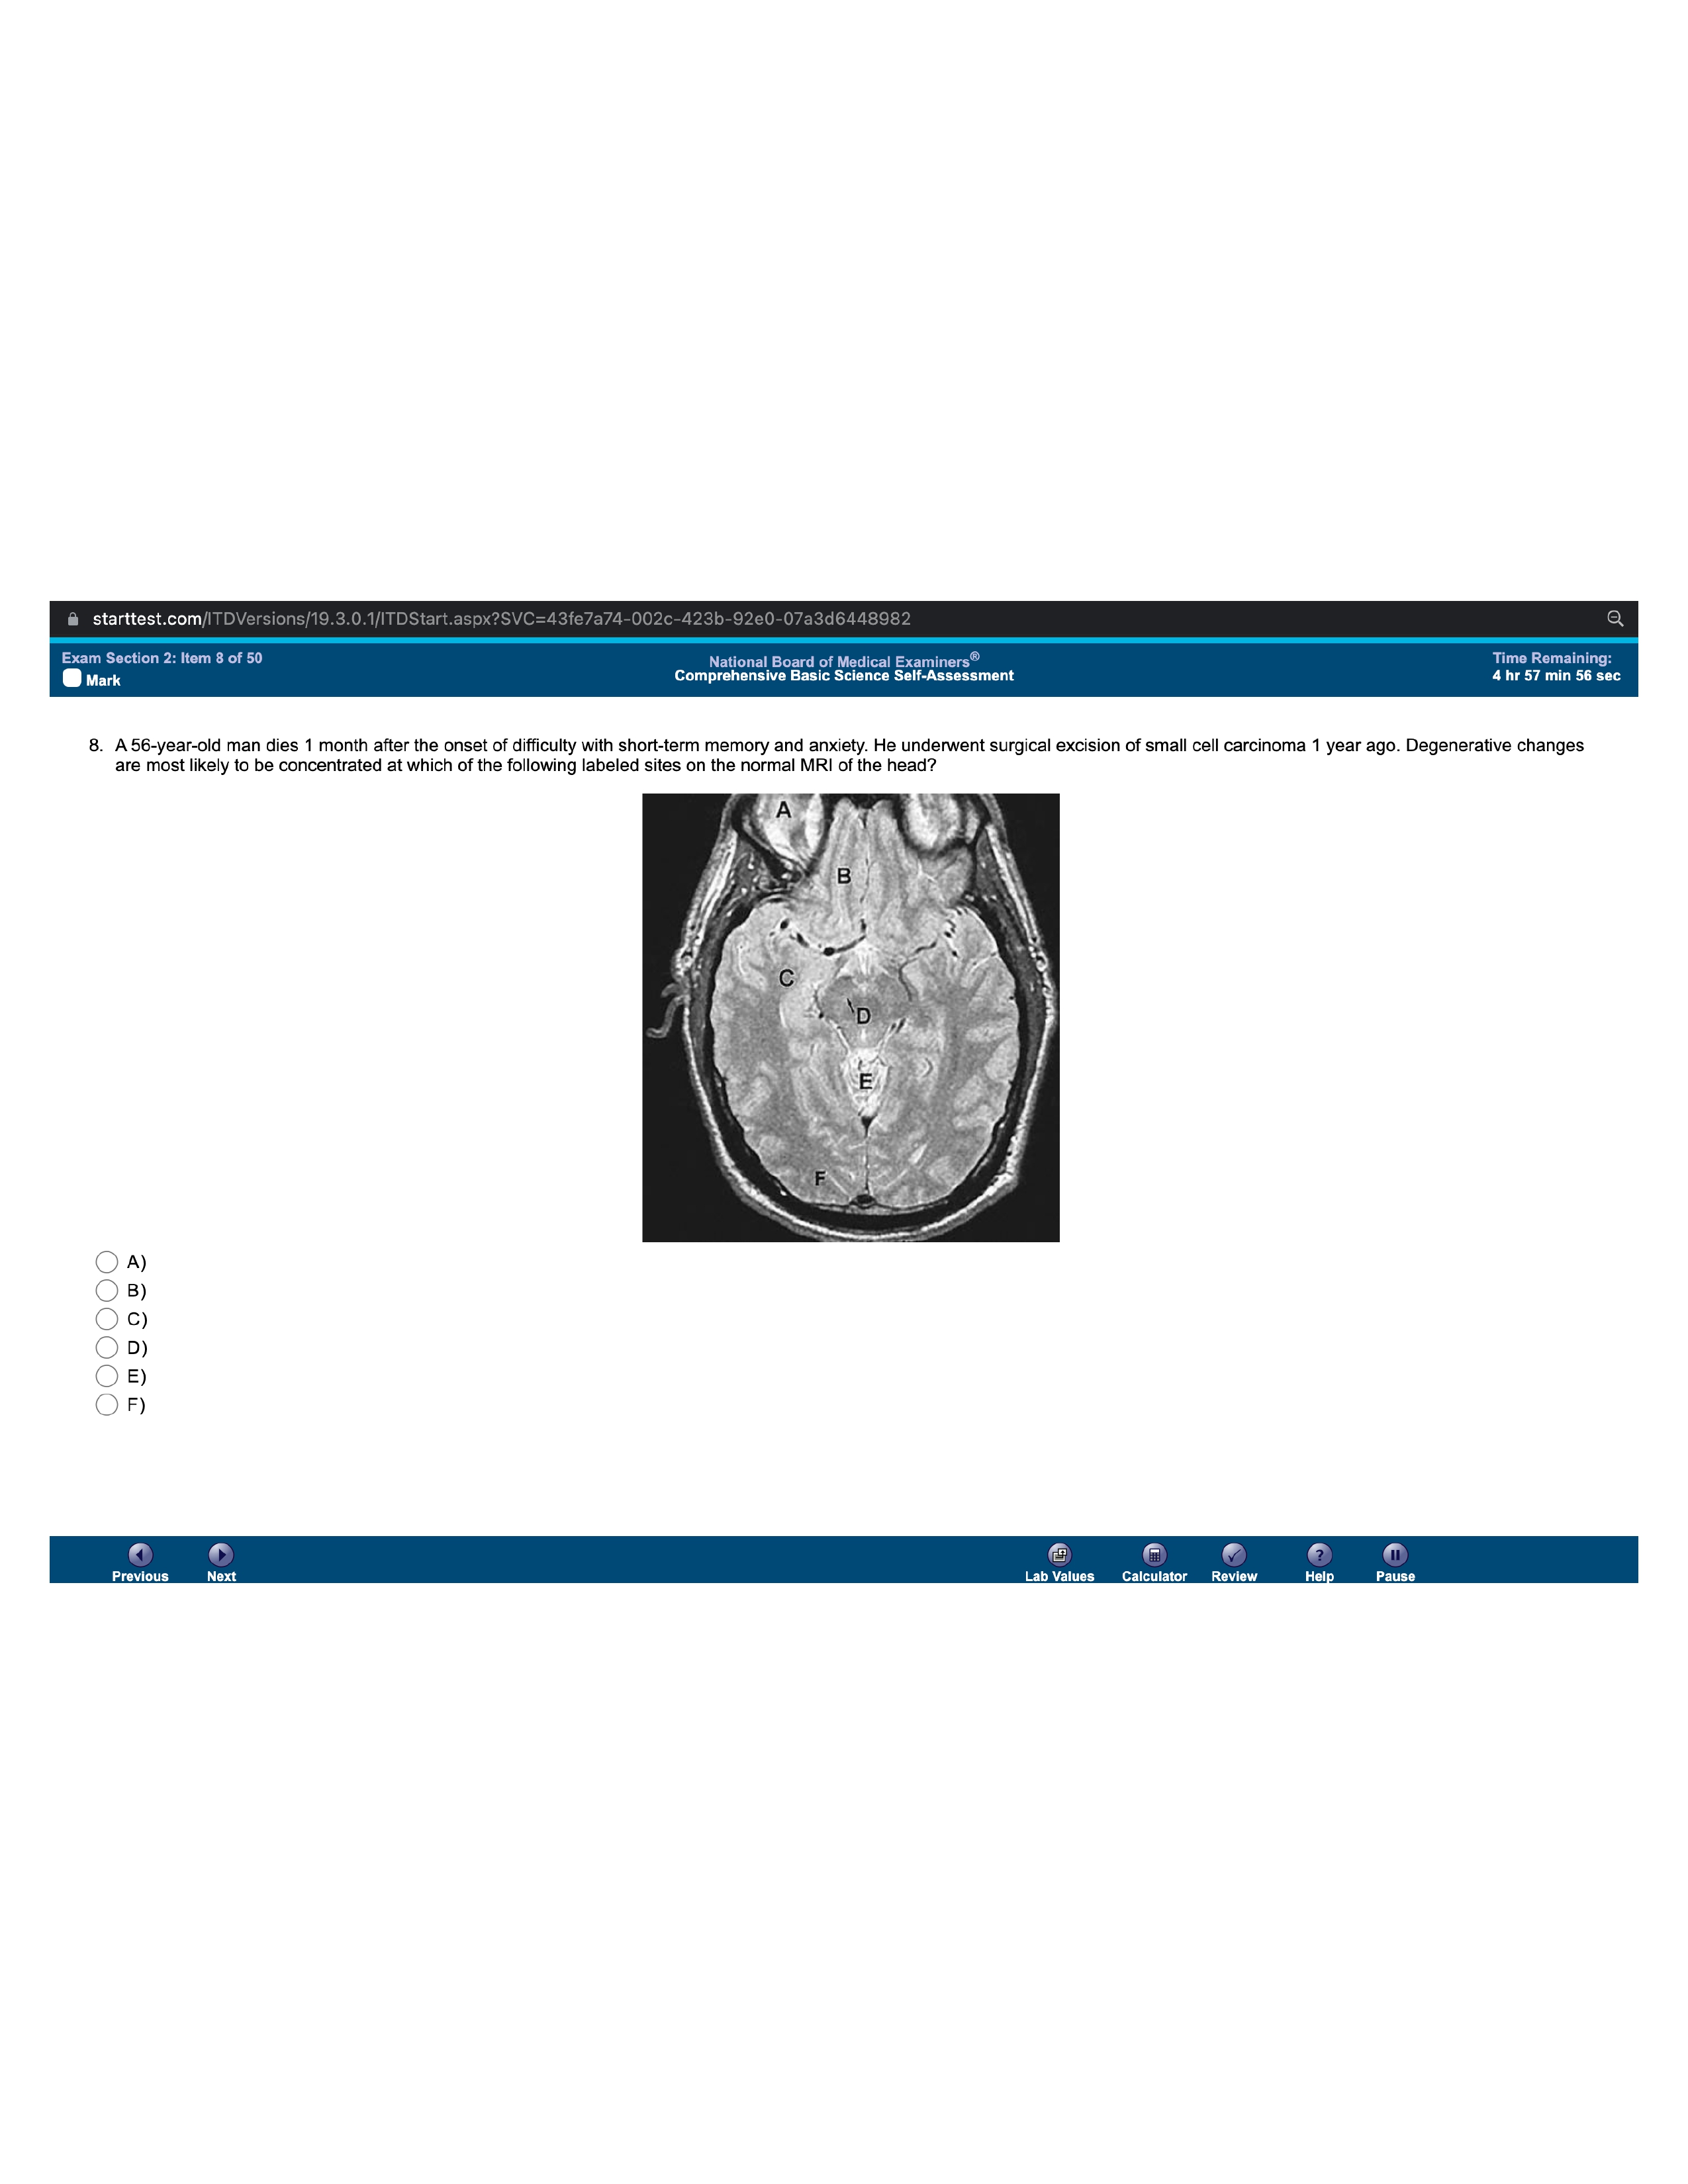 starttest.com/ITDVersions/19.3.0.1/ITDStart.aspx?SVC=43fe7a74-002c-423b-92e0-07a3d6448982
Exam Section 2: Item 8 of 50
Mark
National Board of Medical Examiners®
Comprehensive Basic Science Self-Assessment
Time Remaining:
4 hr 57 min 56 sec
8. A 56-year-old man dies 1 month after the onset of difficulty with short-term memory and anxiety. He underwent surgical excision of small cell carcinoma 1 year ago. Degenerative changes
are most likely to be concentrated at which of the following labeled sites on the normal MRI of the head?
A
B
C
D
E
F
A)
B)
C)
D)
E)
F)
Previous
Next
Lab Values
Calculator
Review
Help
Pause